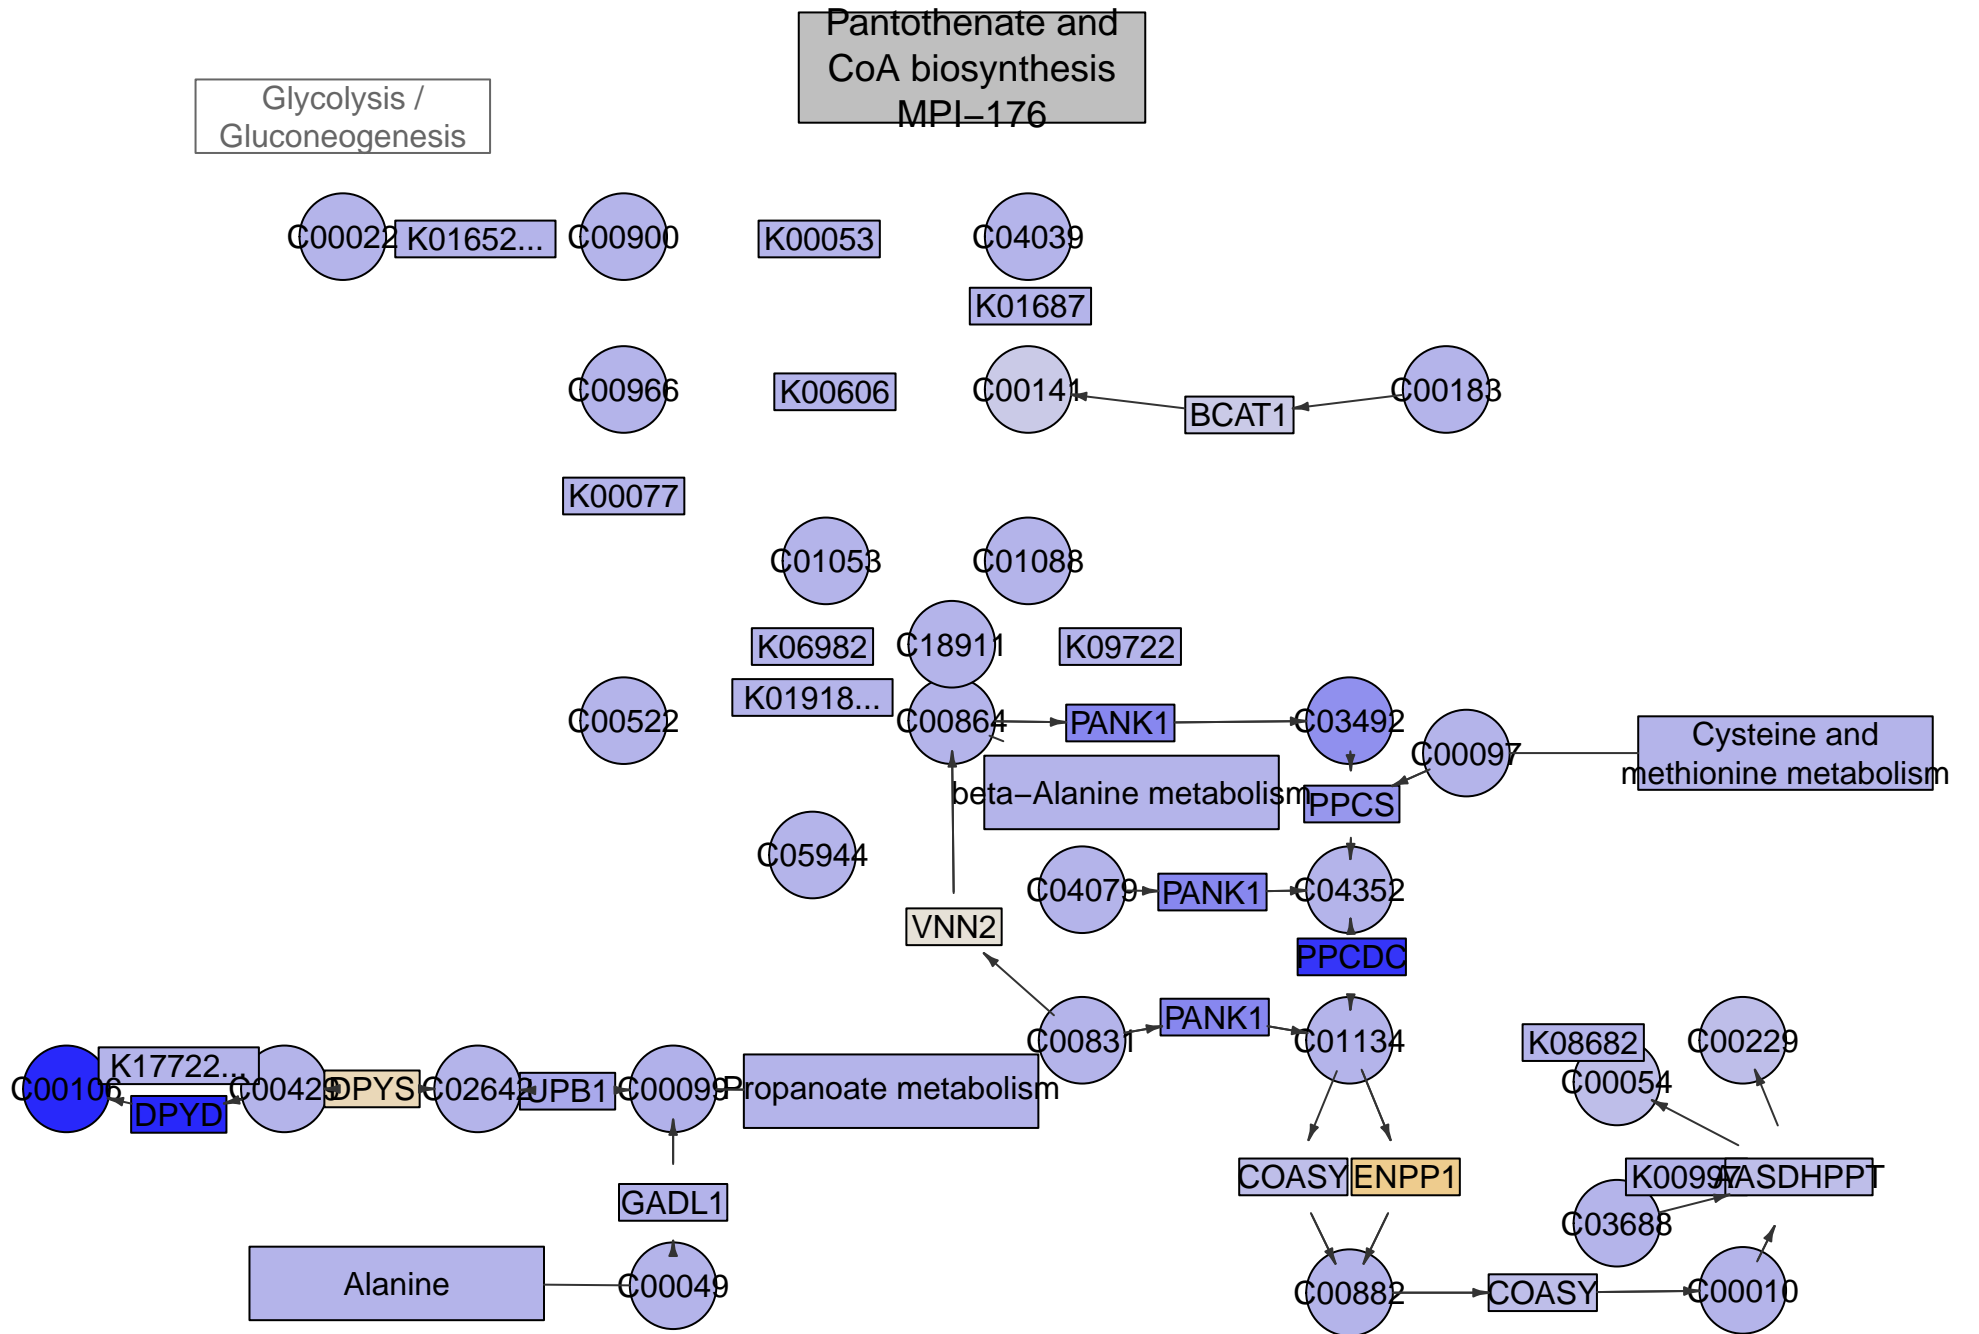 Pantothenate and
CoA biosynthesis
MPI−176
Glycolysis /
Gluconeogenesis
C00022
K01652...
C00900
K00053
C04039
K01687
C00966
K00606
C00141
BCAT1
C00183
K00077
C01053
C01088
K06982
C18911
K09722
K01918...
C00522
C00864
PANK1
C03492
C00097
Cysteine and
methionine metabolism
beta−Alanine metabolism
PPCS
C05944
C04079
PANK1
C04352
VNN2
PPCDC
C00831
PANK1
C01134
K08682
C00229
C00054
K17722...
C00106
DPYD
C00429
DPYS
C02642
UPB1
C00099
Propanoate metabolism
COASY
ENPP1
K00997
AASDHPPT
GADL1
C03688
Alanine
C00049
C00882
COASY
C00010